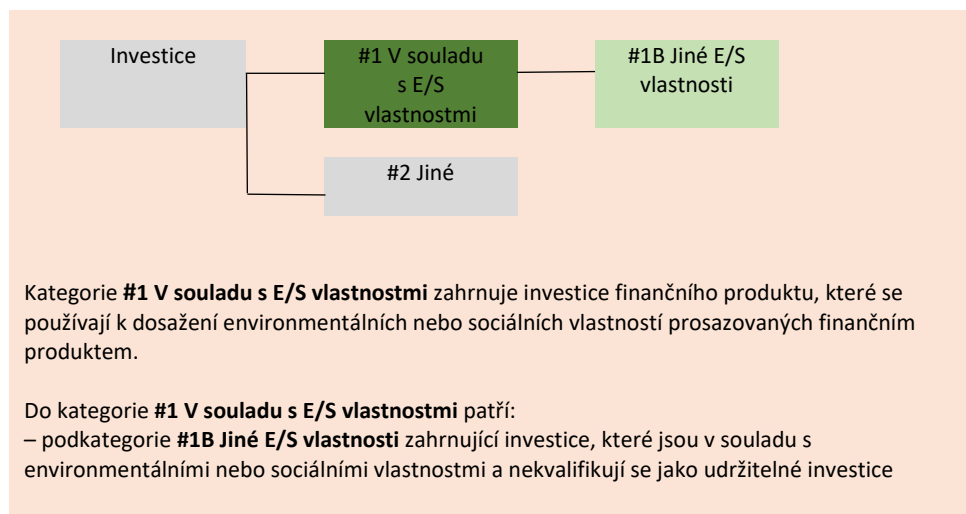 Investice
#1 V souladu
s E/S
vlastnostmi
#1B Jiné E/S
vlastnosti
#2 Jiné
Kategorie #1 V souladu s E/S vlastnostmi zahrnuje investice finančního produktu, které se
používají k dosažení environmentálních nebo sociálních vlastností prosazovaných finančním
produktem.
Do kategorie #1 V souladu s E/S vlastnostmi patří:
– podkategorie #1B Jiné E/S vlastnosti zahrnující investice, které jsou v souladu s
environmentálními nebo sociálními vlastnostmi a nekvalifikují se jako udržitelné investice